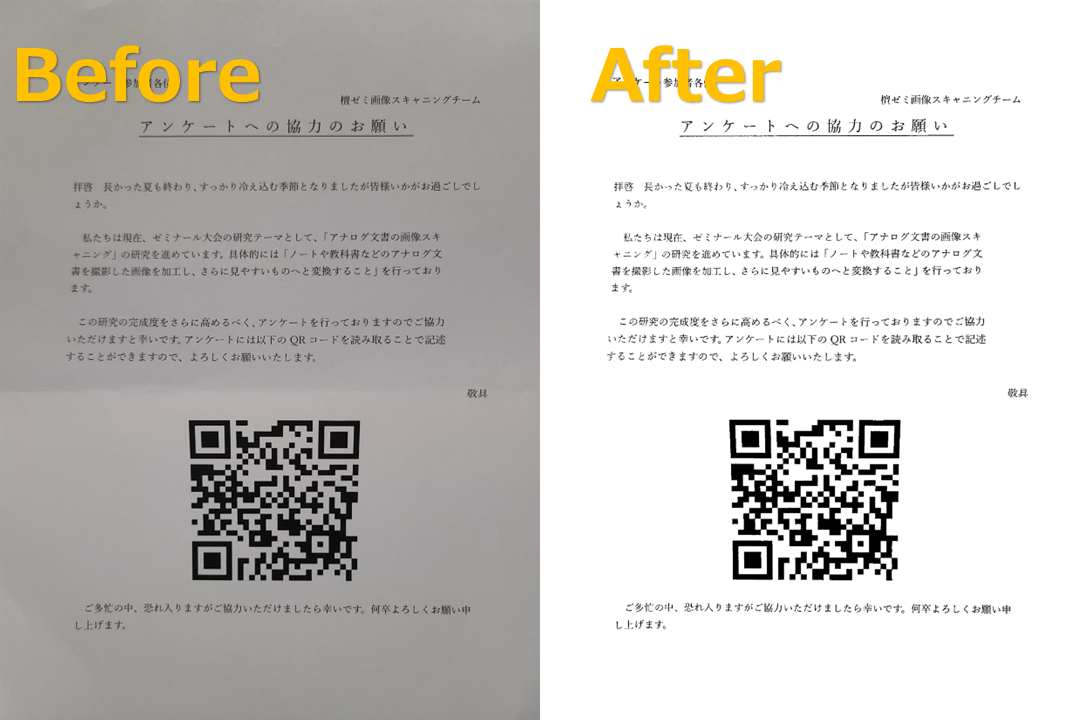 Before
アンケート参加者各位
檀ゼミ画像スキャニングチーム
アンケートへの協力のお願い
拝啓　長かった夏も終わり、すっかり冷え込む季節となりましたが皆様いかがお過ごしでし
ょうか。
私たちは現在、ゼミナール大会の研究テーマとして、「アナログ文書の画像スキ
ャニング」の研究を進めています。具体的には「ノートや教科書などのアナログ文
書を撮影した画像を加工し、さらに見やすいものへと変換すること」を行っており
ます。
この研究の完成度をさらに高めるべく、アンケートを行っておりますのでご協力
いただけますと幸いです。アンケートには以下の QR コードを読み取ることで記述
することができますので、よろしくお願いいたします。
敬具
ご多忙の中、恐れ入りますがご協力いただけましたら幸いです。何卒よろしくお願い申
し上げます。
After
アンケート参加者各位
檀ゼミ画像スキャニングチーム
アンケートへの協力のお願い
拝啓　長かった夏も終わり、すっかり冷え込む季節となりましたが皆様いかがお過ごしでし
ょうか。
私たちは現在、ゼミナール大会の研究テーマとして、「アナログ文書の画像スキ
ャニング」の研究を進めています。具体的には「ノートや教科書などのアナログ文
書を撮影した画像を加工し、さらに見やすいものへと変換すること」を行っており
ます。
この研究の完成度をさらに高めるべく、アンケートを行っておりますのでご協力
いただけますと幸いです。アンケートには以下の QR コードを読み取ることで記述
することができますので、よろしくお願いいたします。
敬具
ご多忙の中、恐れ入りますがご協力いただけましたら幸いです。何卒よろしくお願い申
し上げます。